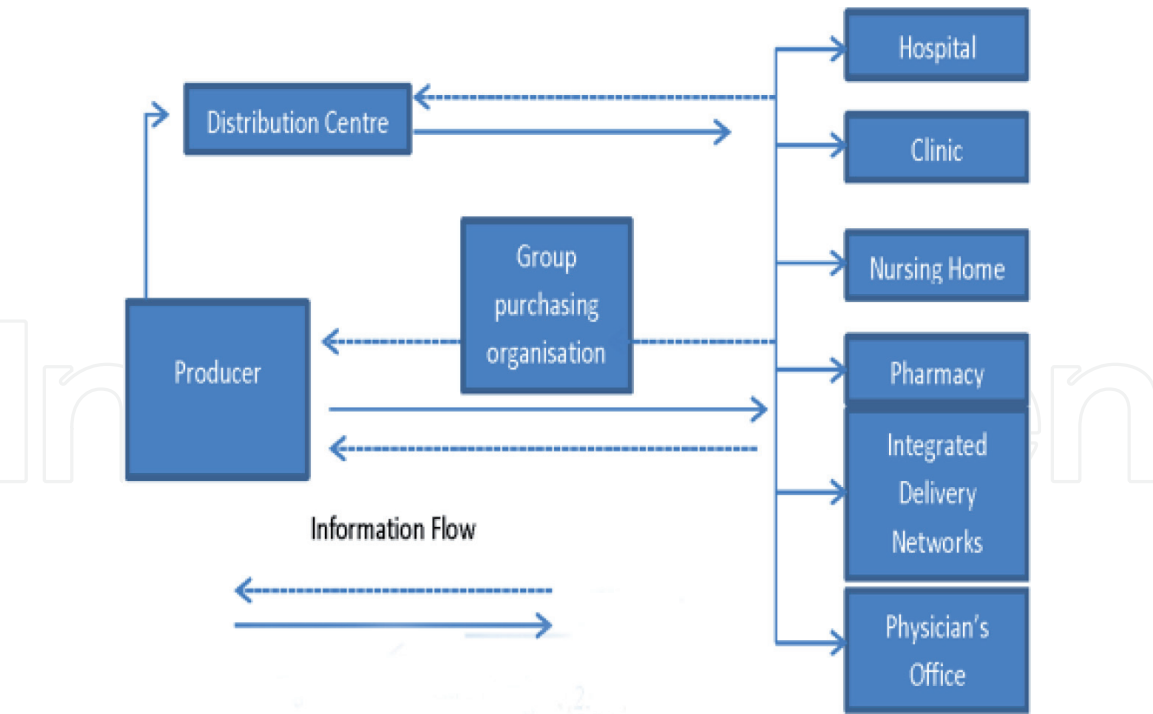 Hospital
Distribution Centre
Clinic
Group
purchasing
organisation
Nursing Home
Producer
Pharmacy
Integrated
Delivery
Networks
Information Flow
Physician's
Office